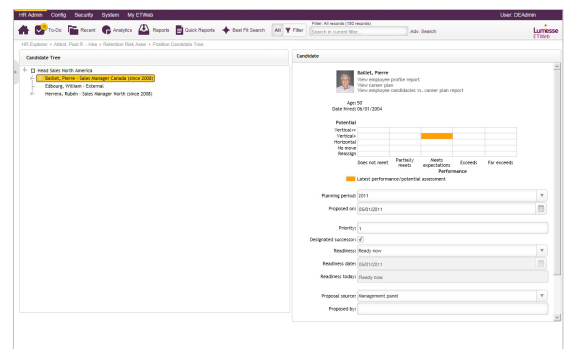 HR Admin Config Security System My ETWeb User: DEAdmin
To-Do Recent Analytics Reports Quick Reports Best Fit Search All Filter Filter: All records (100 records) Adv. Search
Search in current filter...
Lumesse
ETWeb
HR Explorer > Abbot, Paul R. - Hee > Retention Risk Areas > Position Candidate Tree
Candidate Tree
Head Sales North America
Baillet, Pierre - Sales Manager Canada (since 2008)
Edbourg, William - External
Herrera, Rubén - Sales Manager North (since 2008)
Candidate
Baillet, Pierre
View employee profile report
View career plan
View employee candidacies vs. career plan report
Age: 50
Date hired: 06/01/2004
Potential
Vertical++
Vertical+
Horizontal
No move
Reassign
Does not meet Partially meets Meets expectations Exceeds Far exceeds
Performance
Latest performance/potential assessment
Planning period: 2011
Proposed on: 05/01/2011
Priority: 1
Designated successor:
Readiness: Ready now
Readiness date: 05/01/2011
Readiness today: Ready now
Proposal source: Management panel
Proposed by: